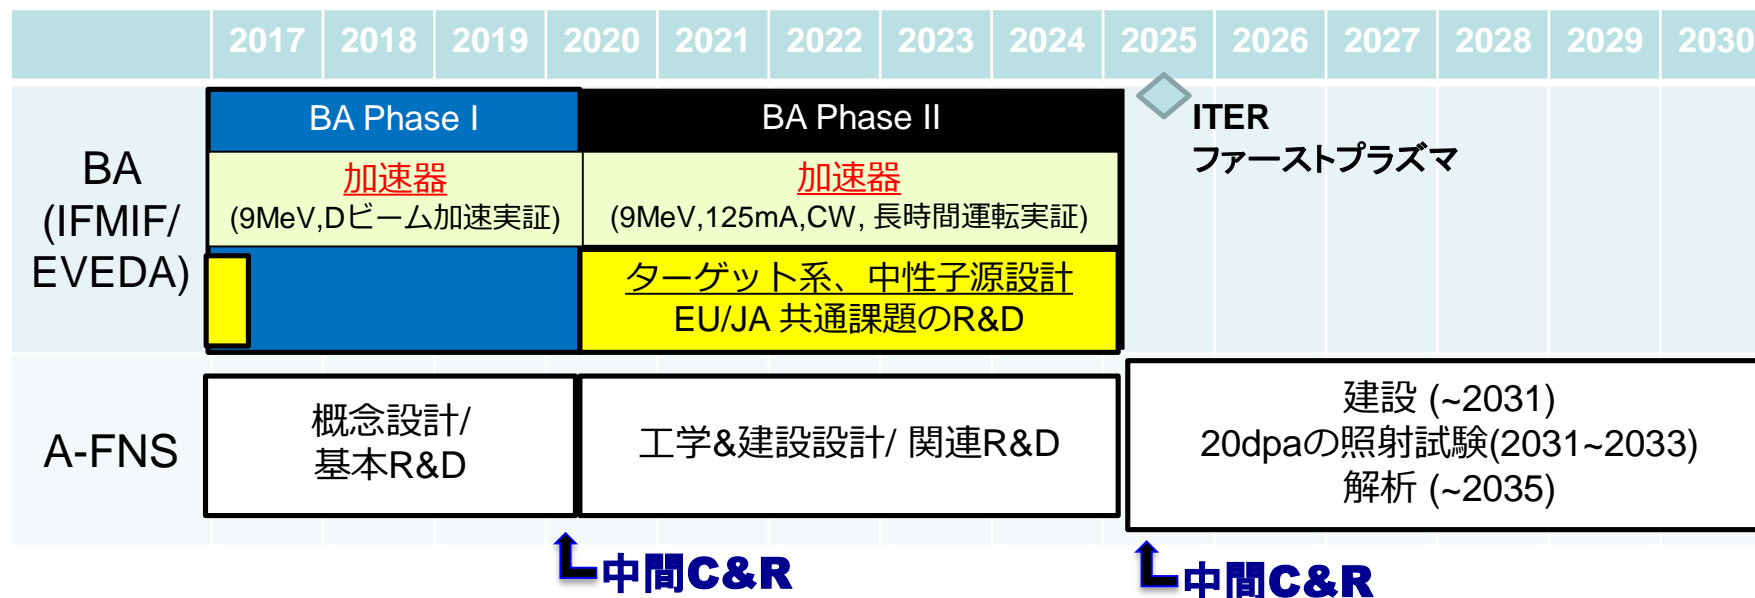 2017 2018 2019 2020 2021 2022 2023 2024 2025 2026 2027 2028 2029 2030
BA
(IFMIF/
EVEDA)
BA Phase I
加速器
(9MeV,Dビーム加速実証)
BA Phase II
加速器
(9MeV,125mA,CW, 長時間運転実証)
ターゲット系、中性子源設計
EU/JA 共通課題のR&D
ITER
ファーストプラズマ
A-FNS
概念設計/
基本R&D
工学&建設設計/ 関連R&D
建設 (~2031)
20dpaの照射試験(2031~2033)
解析 (~2035)
中間C&R
中間C&R